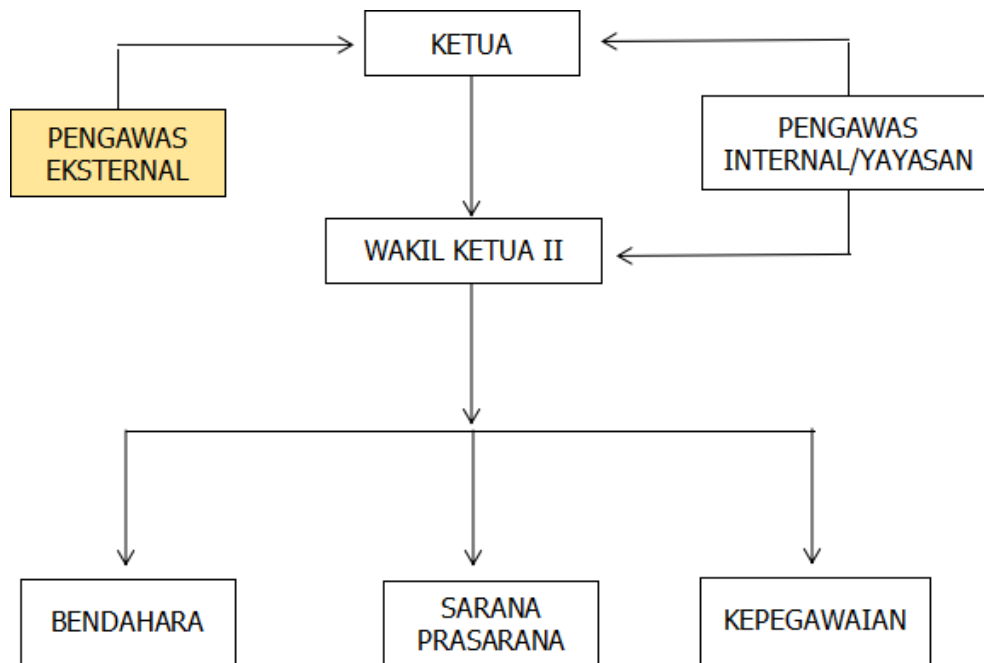 KETUA
PENGAWAS
EKSTERNAL
PENGAWAS
INTERNAL/YAYASAN
WAKIL KETUA II
BENDAHARA
SARANA
PRASARANA
KEPEGAWAIAN